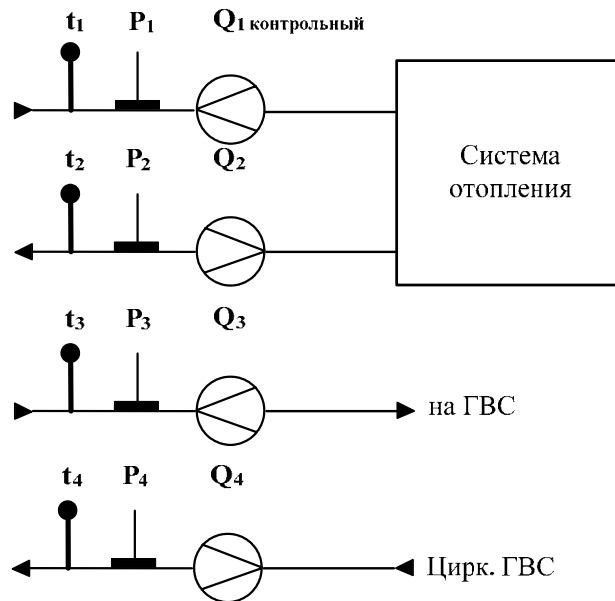 t1 P1 Q1 контрольный
t2 P2 Q2
Система
отопления
t3 P3 Q3
на ГВС
t4 P4 Q4
Цирк. ГВС